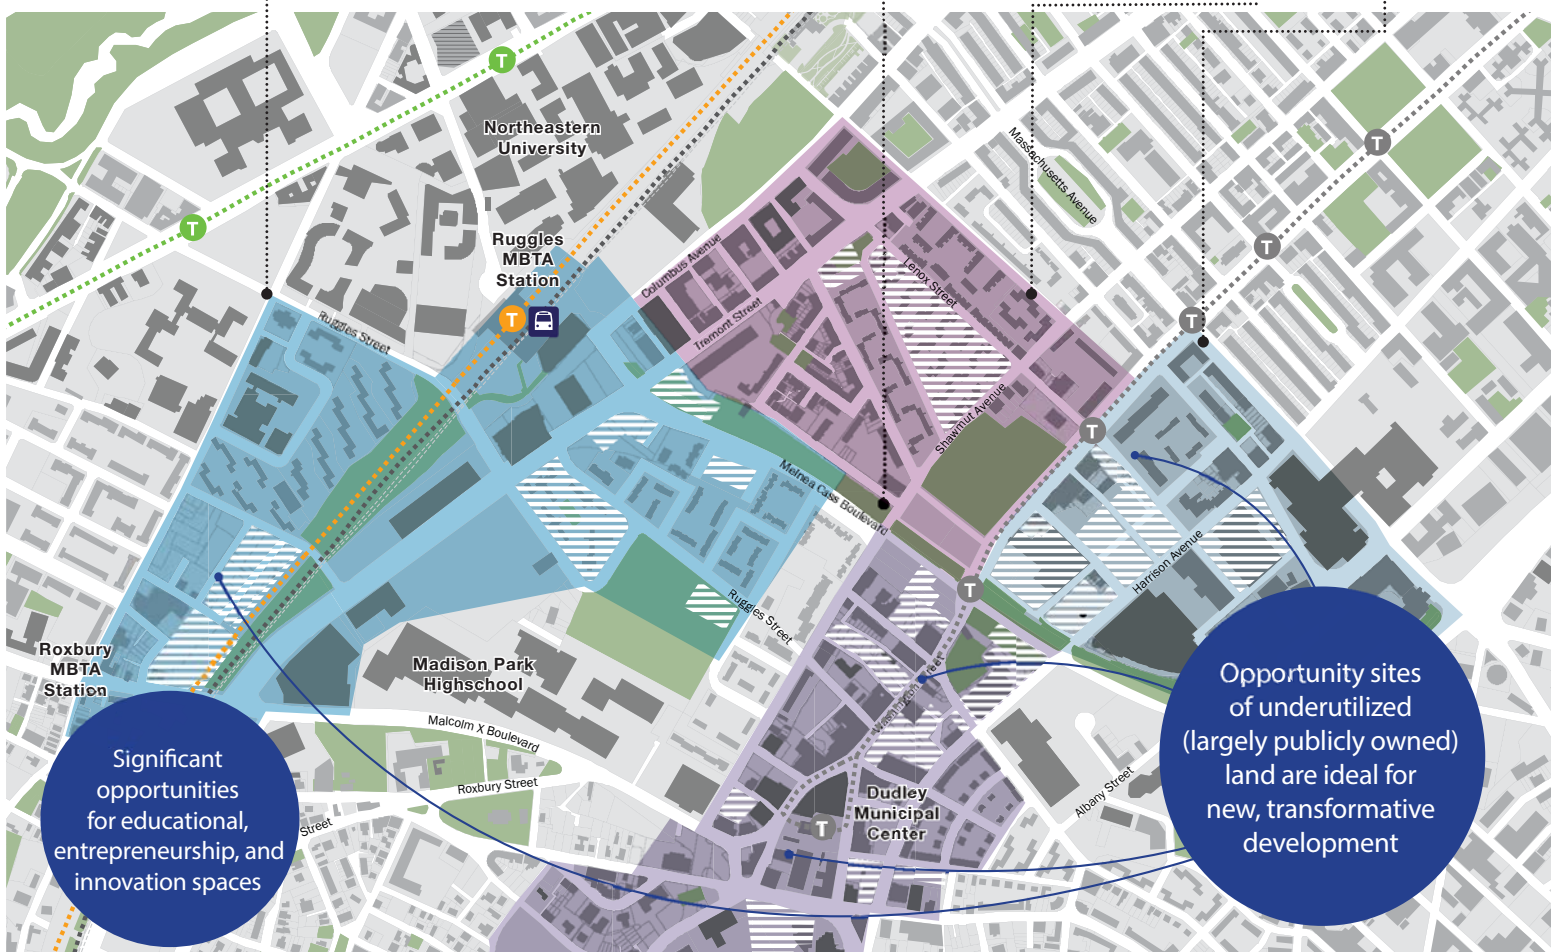 T
T
T
T
T
T
T
T
T
T
Northeastern
University
Massachusetts Avenue
Ruggles
MBTA
Station
Columbus Avenue
Lenox Street
Tremont Street
Ruggles Street
Shawmut Avenue
Melnea Cass Boulevard
Harrison Avenue
Ruggles Street
Roxbury
MBTA
Station
Madison Park
Highschool
Malcolm X Boulevard
Roxbury Street
Street
Dudley
Municipal
Center
Albany Street
Significant
opportunities
for educational,
entrepreneurship, and
innovation spaces
Opportunity sites
of underutilized
(largely publicly owned)
land are ideal for
new, transformative
development